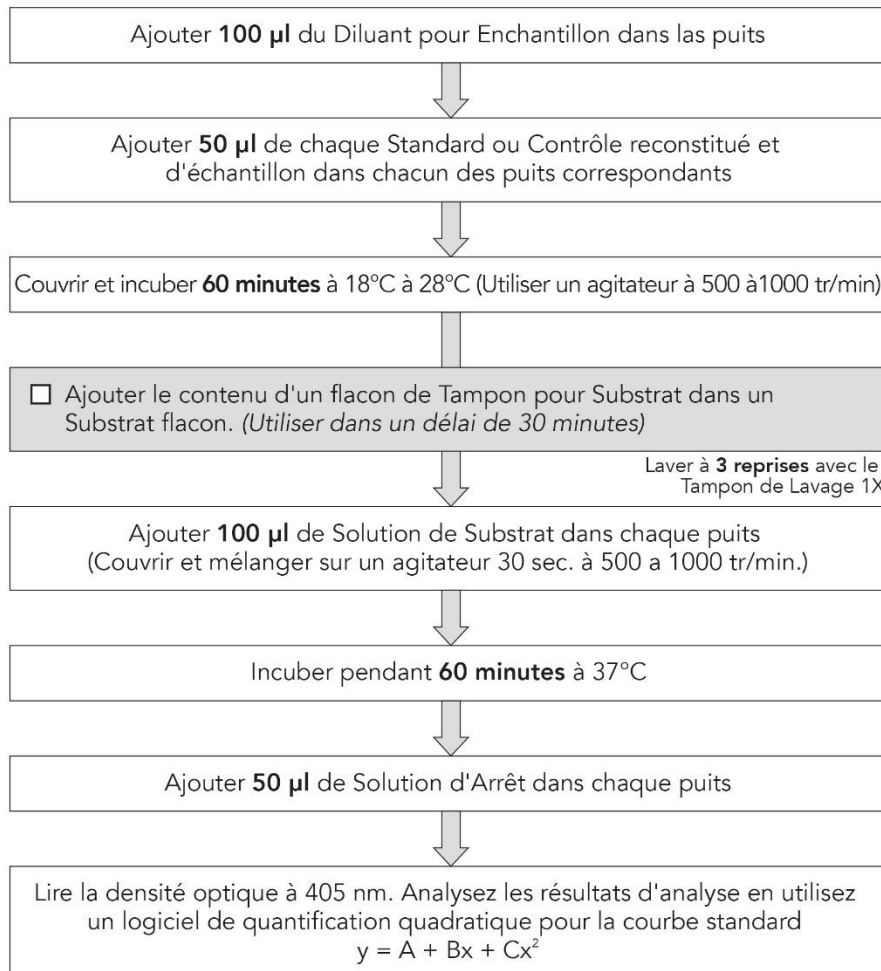 Ajouter 100 µl du Diluant pour Enchantillon dans las puits
Ajouter 50 µl de chaque Standard ou Contrôle reconstitué et
d'échantillon dans chacun des puits correspondants
Couvrir et incuber 60 minutes à 18°C à 28°C (Utiliser un agitateur à 500 à1000 tr/min)
Ajouter le contenu d'un flacon de Tampon pour Substrat dans un
Substrat flacon. (Utiliser dans un délai de 30 minutes)
Laver à 3 reprises avec le
Tampon de Lavage 1X
Ajouter 100 µl de Solution de Substrat dans chaque puits
(Couvrir et mélanger sur un agitateur 30 sec. à 500 a 1000 tr/min.)
Incuber pendant 60 minutes à 37°C
Ajouter 50 µl de Solution d'Arrêt dans chaque puits
Lire la densité optique à 405 nm. Analysez les résultats d'analyse en utilisez
un logiciel de quantification quadratique pour la courbe standard
y = A + Bx + Cx²